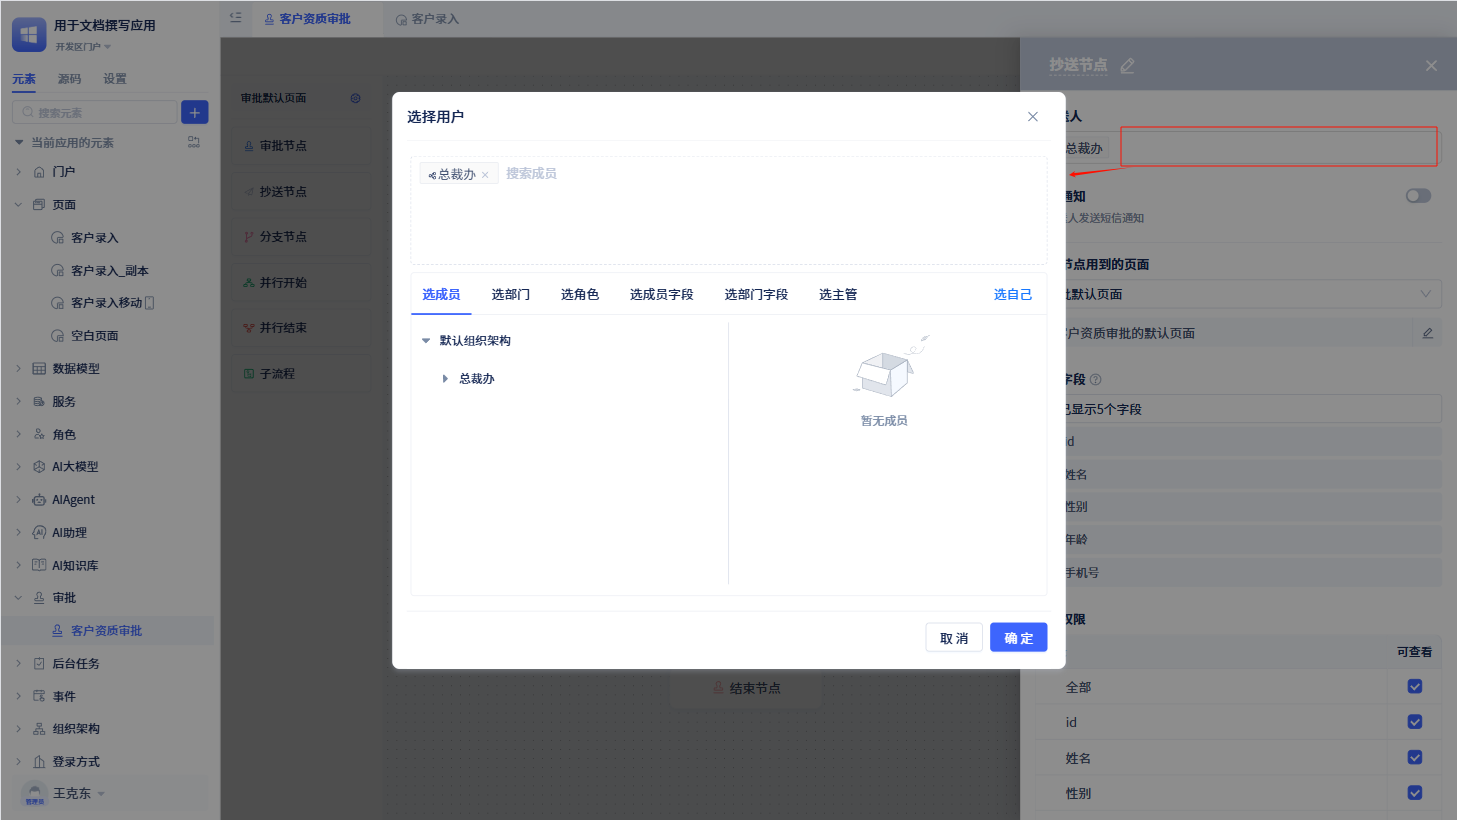 用于文档撰写应用
开发区门户
元素 源码 设置
搜索元素
当前应用的元素
门户
页面
客户录入
客户录入_副本
客户录入移动
空白页面
数据模型
服务
角色
AI大模型
AIAgent
AI助理
AI知识库
审批
客户资质审批
后台任务
事件
组织架构
登录方式
管理员
王克东
客户资质审批 客户录入
审批默认页面
审批节点
抄送节点
分支节点
并行开始
并行结束
子流程
结束节点
选择用户
总裁办 搜索成员
选成员 选部门 选角色 选成员字段 选部门字段 选主管 选自己
默认组织架构
总裁办
暂无成员
取消 确定
抄送节点
人
总裁办
通知
人发送短信通知
节点用到的页面
批默认页面
户资质审批的默认页面
字段
已显示5个字段
id
姓名
性别
年龄
手机号
权限
可查看
全部
id
姓名
性别